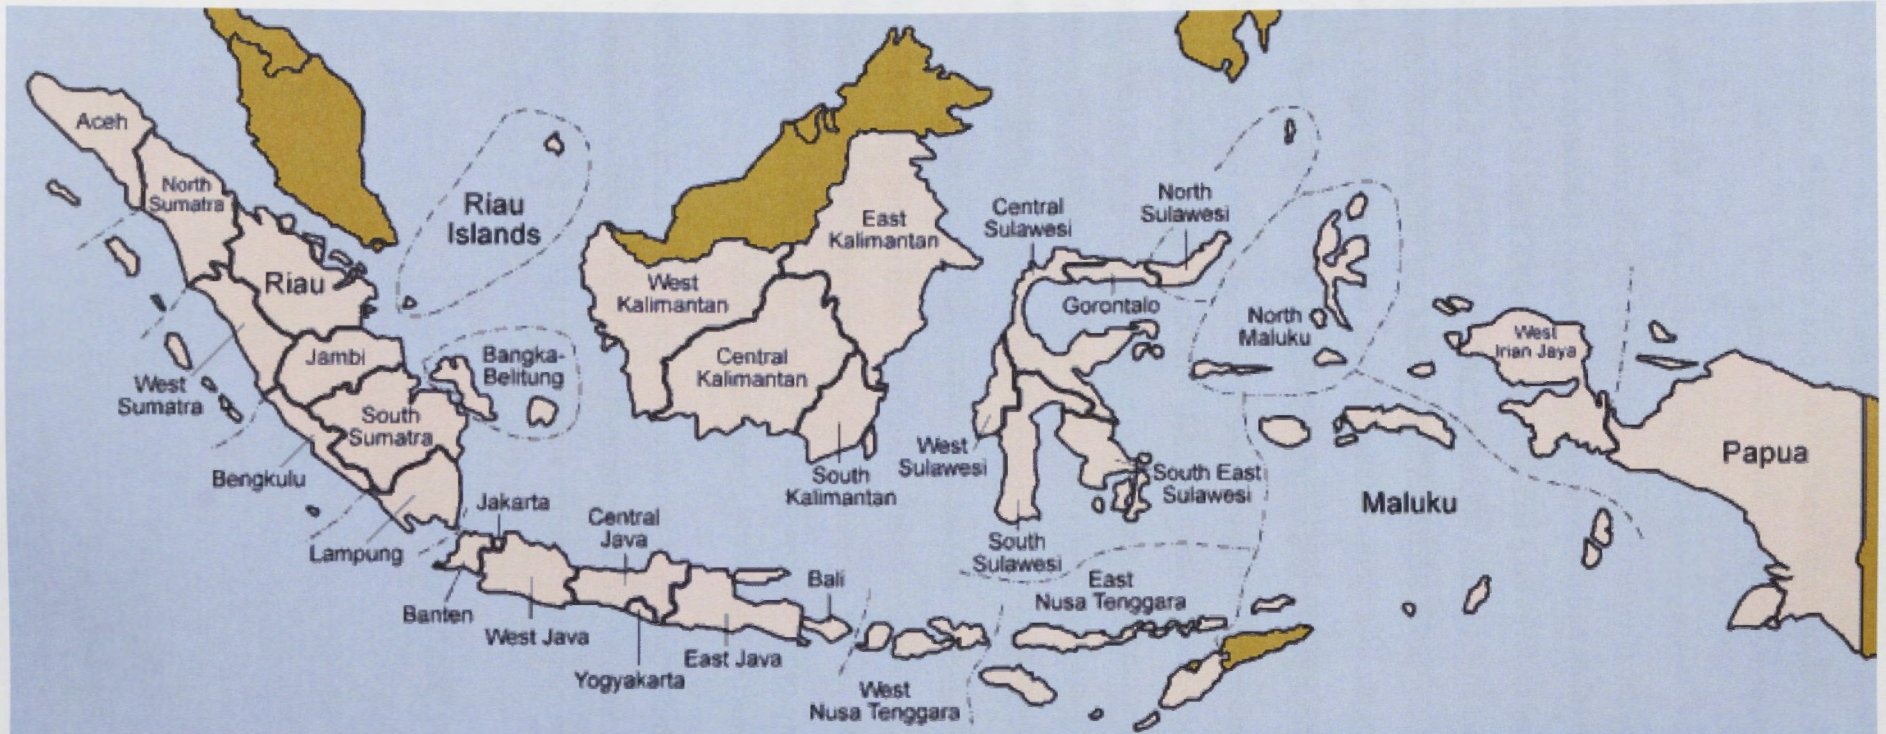 Aceh
North
Sumatra
Riau
Islands
Riau
West
Sumatra
Jambi
Bangka-
Belitung
South
Sumatra
Bengkulu
Lampung
Jakarta
Banten
West Java
Central
Java
Yogyakarta
East Java
Bali
West
Nusa Tenggara
East
Nusa Tenggara
West
Kalimantan
Central
Kalimantan
East
Kalimantan
South
Kalimantan
Central
Sulawesi
North
Sulawesi
Gorontalo
West
Sulawesi
South
Sulawesi
South East
Sulawesi
North
Maluku
Maluku
West
Irian Jaya
Papua